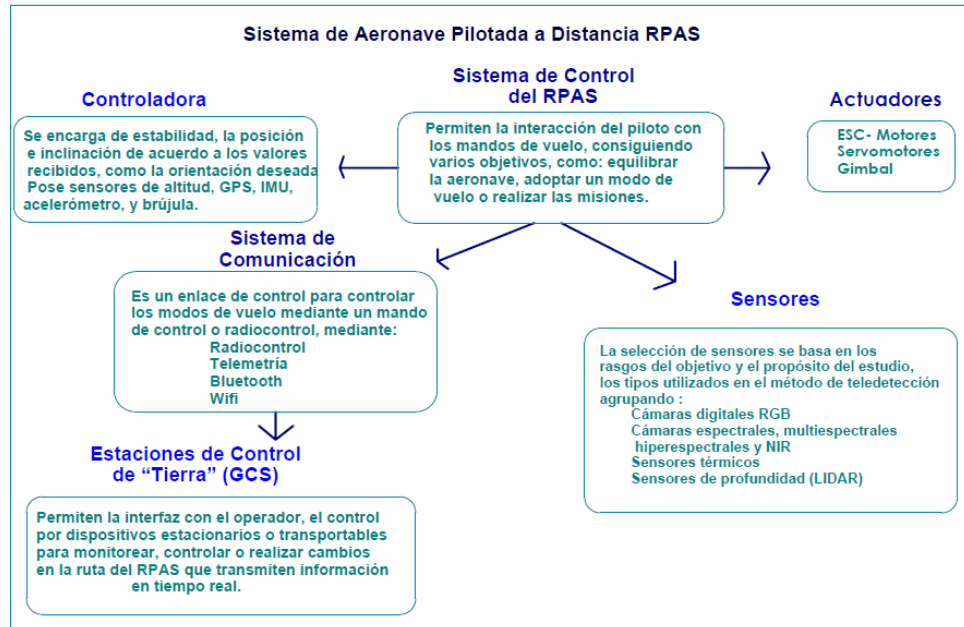 Sistema de Aeronave Pilotada a Distancia RPAS
Sistema de Control
del RPAS
Permiten la interacción del piloto con
los mandos de vuelo, consiguiendo
varios objetivos, como: equilibrar
la aeronave, adoptar un modo de
vuelo o realizar las misiones.
Controladora
Se encarga de estabilidad, la posición
e inclinación de acuerdo a los valores
recibidos, como la orientación deseada
Pose sensores de altitud, GPS, IMU,
acelerómetro, y brújula.
Actuadores
ESC- Motores
Servomotores
Gimbal
Sistema de
Comunicación
Es un enlace de control para controlar
los modos de vuelo mediante un mando
de control o radiocontrol, mediante:
Radiocontrol
Telemetría
Bluetooth
Wifi
Sensores
La selección de sensores se basa en los
rasgos del objetivo y el propósito del estudio,
los tipos utilizados en el método de teledetección
agrupando :
Cámaras digitales RGB
Cámaras espectrales, multiespectrales
hiperespectrales y NIR
Sensores térmicos
Sensores de profundidad (LIDAR)
Estaciones de Control
de “Tierra” (GCS)
Permiten la interfaz con el operador, el control
por dispositivos estacionarios o transportables
para monitorear, controlar o realizar cambios
en la ruta del RPAS que transmiten información
en tiempo real.